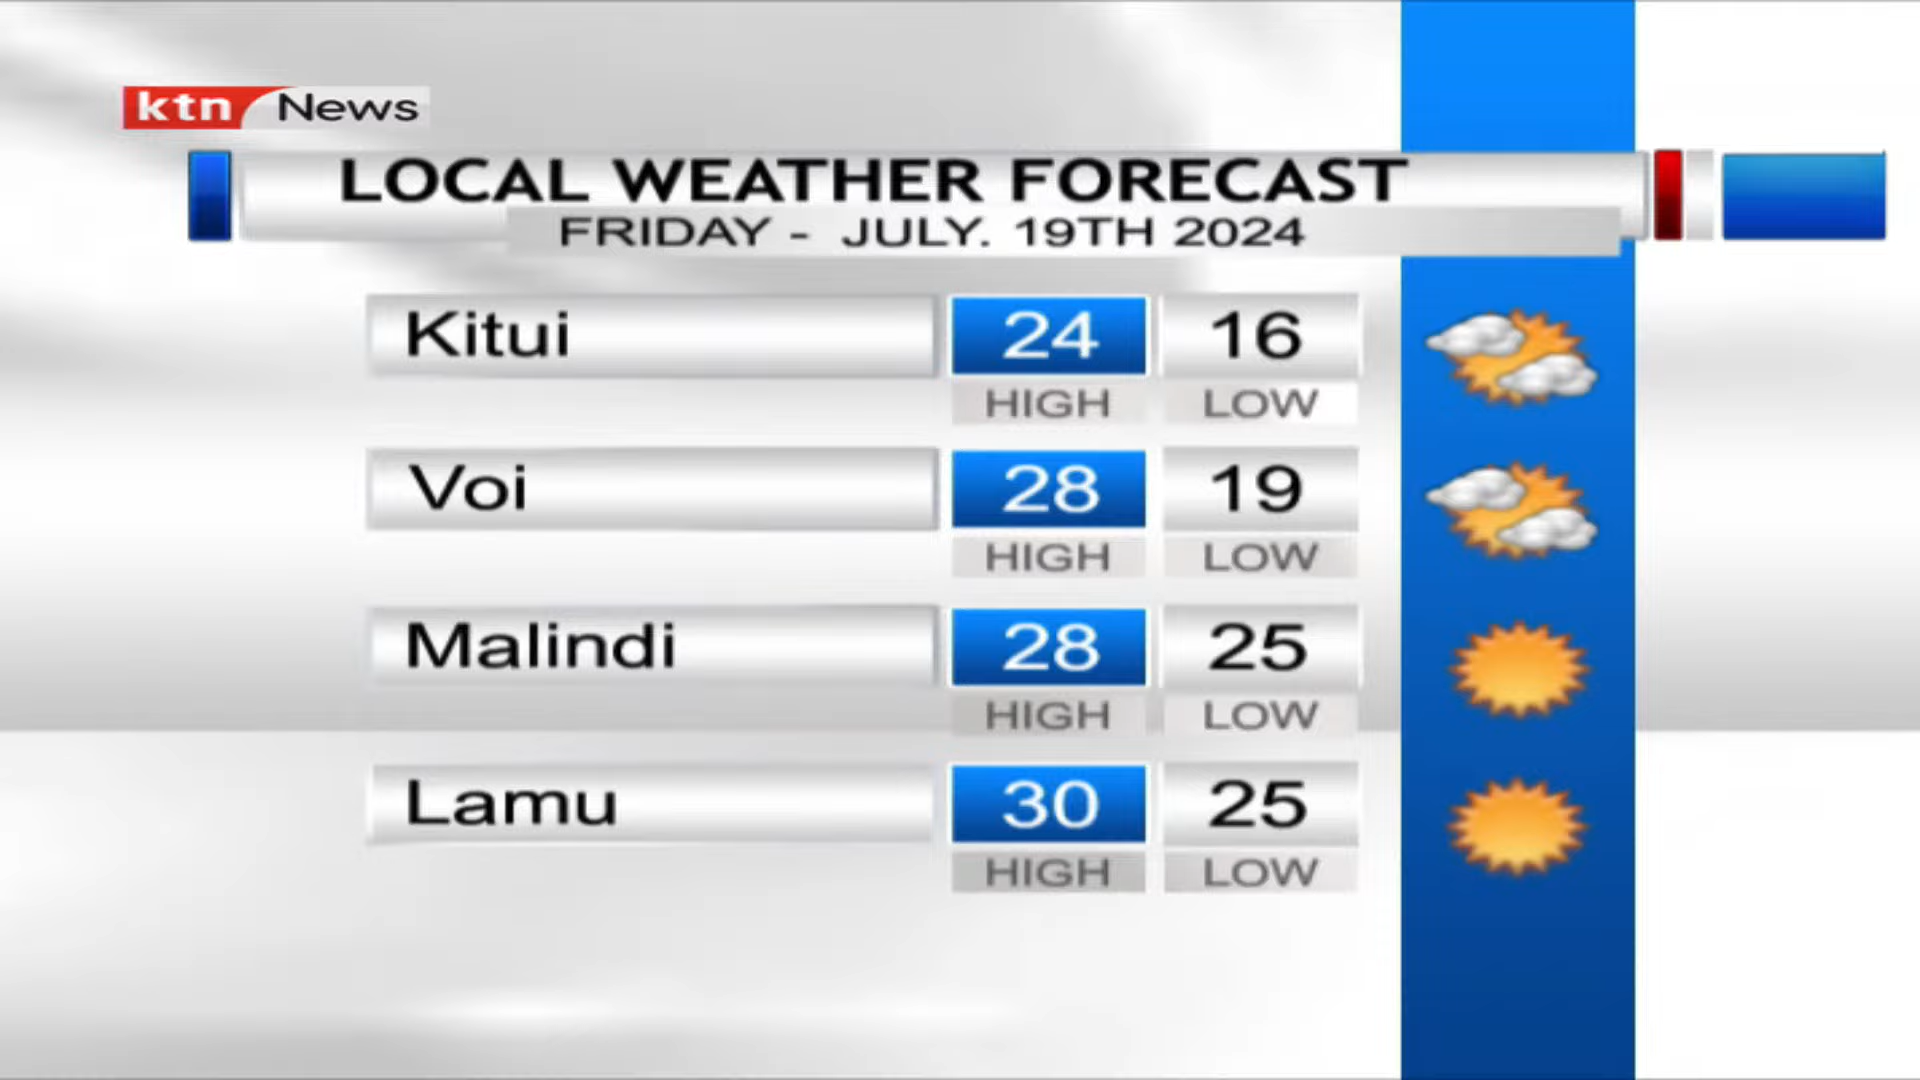 ktn News
LOCAL WEATHER FORECAST
FRIDAY - JULY. 19TH 2024
Kitui 24 16
HIGH LOW
Voi 28 19
HIGH LOW
Malindi 28 25
HIGH LOW
Lamu 30 25
HIGH LOW